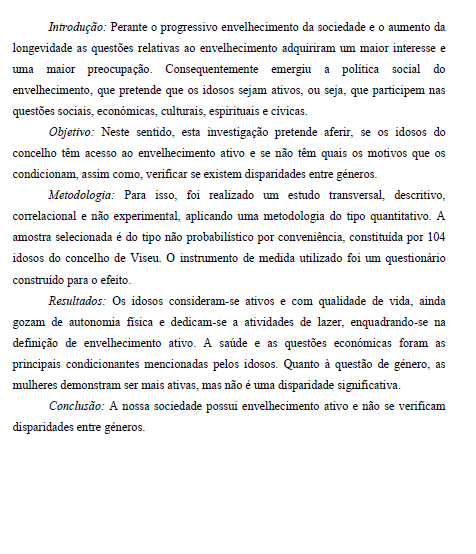 Introdução: Perante o progressivo envelhecimento da sociedade e o aumento da
longevidade as questões relativas ao envelhecimento adquiriram um maior interesse e
uma maior preocupação. Consequentemente emergiu a política social do
envelhecimento, que pretende que os idosos sejam ativos, ou seja, que participem nas
questões sociais, económicas, culturais, espirituais e cívicas.
Objetivo: Neste sentido, esta investigação pretende aferir, se os idosos do
concelho têm acesso ao envelhecimento ativo e se não têm quais os motivos que os
condicionam, assim como, verificar se existem disparidades entre géneros.
Metodologia: Para isso, foi realizado um estudo transversal, descritivo,
correlacional e não experimental, aplicando uma metodologia do tipo quantitativo. A
amostra selecionada é do tipo não probabilístico por conveniência, constituída por 104
idosos do concelho de Viseu. O instrumento de medida utilizado foi um questionário
construído para o efeito.
Resultados: Os idosos consideram-se ativos e com qualidade de vida, ainda
gozam de autonomia física e dedicam-se a atividades de lazer, enquadrando-se na
definição de envelhecimento ativo. A saúde e as questões económicas foram as
principais condicionantes mencionadas pelos idosos. Quanto à questão de género, as
mulheres demonstram ser mais ativas, mas não é uma disparidade significativa.
Conclusão: A nossa sociedade possui envelhecimento ativo e não se verificam
disparidades entre géneros.